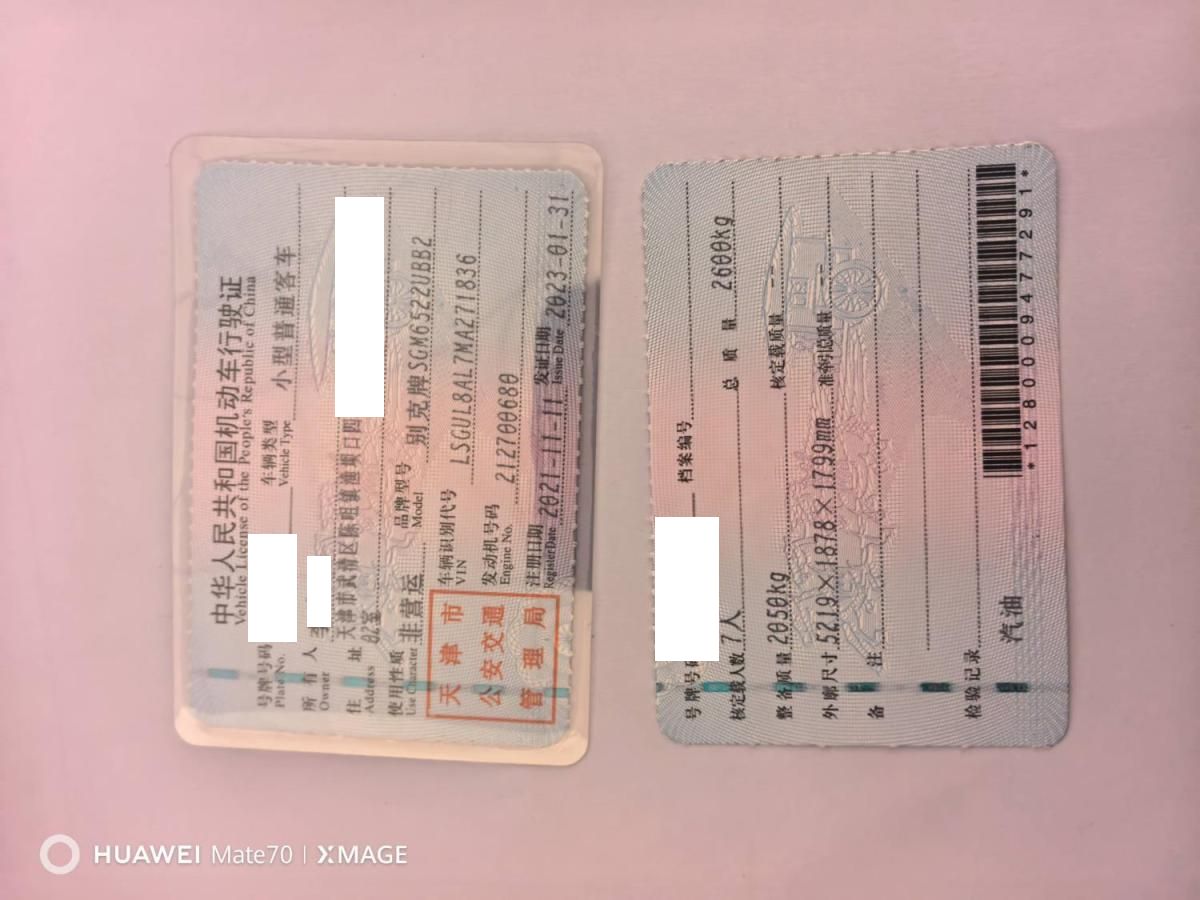 中华人民共和国机动车行驶证
Vehicle License of the People's Republic of China
号牌号码
Plate No.
车辆类型 小型普通客车
Vehicle Type
所有人
Owner
住址 天津市武清区陈咀镇渔坝口四
Address 02室
使用性质 非营运
Use Character
品牌型号 别克牌SGM6522UBB2
Model
天津市
公安交通
管理局
车辆识别代号 LSGUL8AL7MA271836
VIN
发动机号码 212700680
Engine No.
注册日期 2021-11-11
Register Date
发证日期 2023-01-31
Issue Date
号牌号码
档案编号
核定载人数 7人
总质量 2600kg
整备质量 2050kg
核定载质量 --
外廓尺寸 5219×1878×1799mm
准牵引总质量 --
备注
检验记录
汽油
*1280009477291*
HUAWEI Mate70 | XMAGE